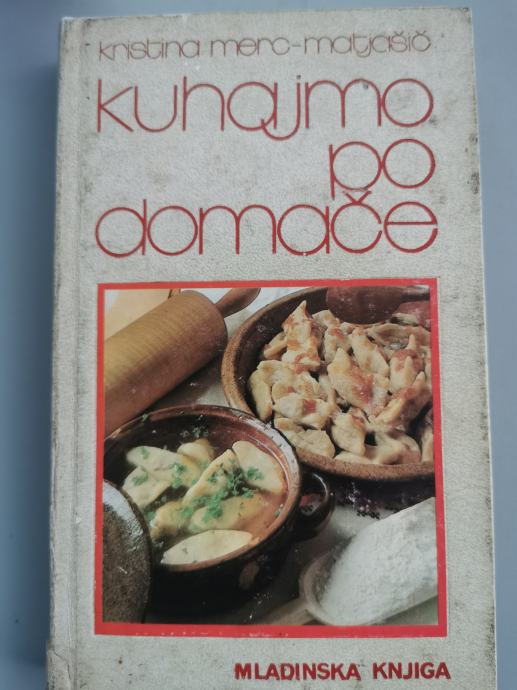 kristina merc-matjašič
kuhajmo
po
domače
MLADINSKA KNJIGA